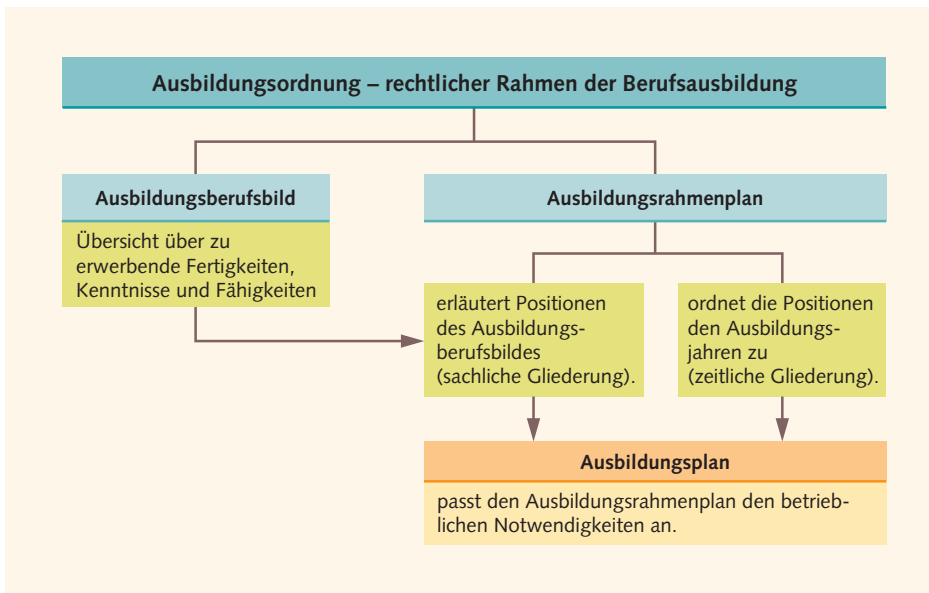 Ausbildungsordnung – rechtlicher Rahmen der Berufsausbildung
Ausbildungsberufsbild
Übersicht über zu
erwerbende Fertigkeiten,
Kenntnisse und Fähigkeiten
Ausbildungsrahmenplan
erläutert Positionen
des Ausbildungs-
berufsbildes
(sachliche Gliederung).
ordnet die Positionen
den Ausbildungs-
jahren zu
(zeitliche Gliederung).
Ausbildungsplan
passt den Ausbildungsrahmenplan den betrieb-
lichen Notwendigkeiten an.